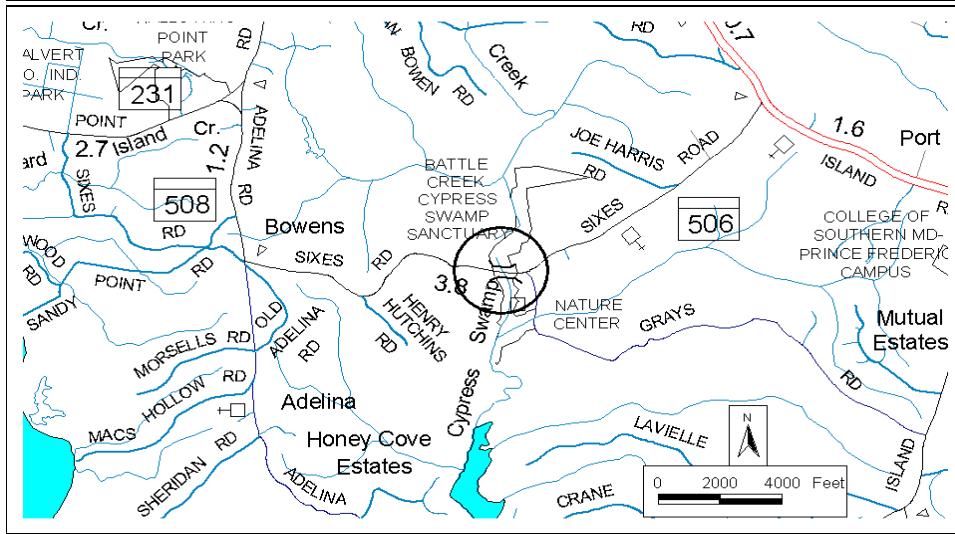 Cr.
POINT
PARK
RD
ALVERT
O. IND.
PARK
231
POINT
Island
Cr.
2.7
1.2
ADELINA
RD
SIXES
RD
508
BOWEN
RD
Creek
0.7
1.6
Port
ISLAND
JOE HARRIS
RD
SIXES
ROAD
506
BATTLE
CREEK
CYPRESS
SWAMP
SANCTUARY
COLLEGE OF
SOUTHERN MD-
PRINCE FREDERIC
CAMPUS
Bowens
SIXES
RD
3.8
WOOD
RD
SANDY
POINT
RD
HENRY
HUTCHINS
RD
Swamp
Cypress
NATURE
CENTER
GRAYS
RD
Mutual
Estates
OLD
ADELINA
RD
MORSELLS
RD
HOLLOW
RD
MACS
SHERIDAN
RD
Adelina
Honey Cove
Estates
ADELINA
LAVIELLE
CRANE
ISLAND
N
0 2000 4000 Feet